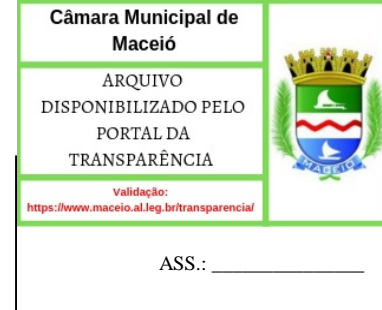 Câmara Municipal de
Maceió
ARQUIVO
DISPONIBILIZADO PELO
PORTAL DA
TRANSPARÊNCIA
Validação:
https://www.maceio.al.leg.br/transparencia/
MACEIÓ
ASS.: _______________